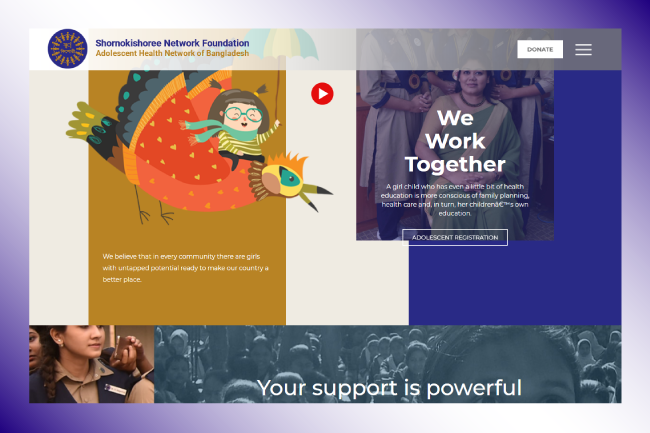 Shornokishoree Network Foundation
Adolescent Health Network of Bangladesh
DONATE
We
Work
Together
A girl child who has even a little bit of health
education is more conscious of family planning,
health care and, in turn, her childrenâ€™s own
education.
ADOLESCENT REGISTRATION
We believe that in every community there are girls
with untapped potential ready to make our country a
better place.
Your support is powerful